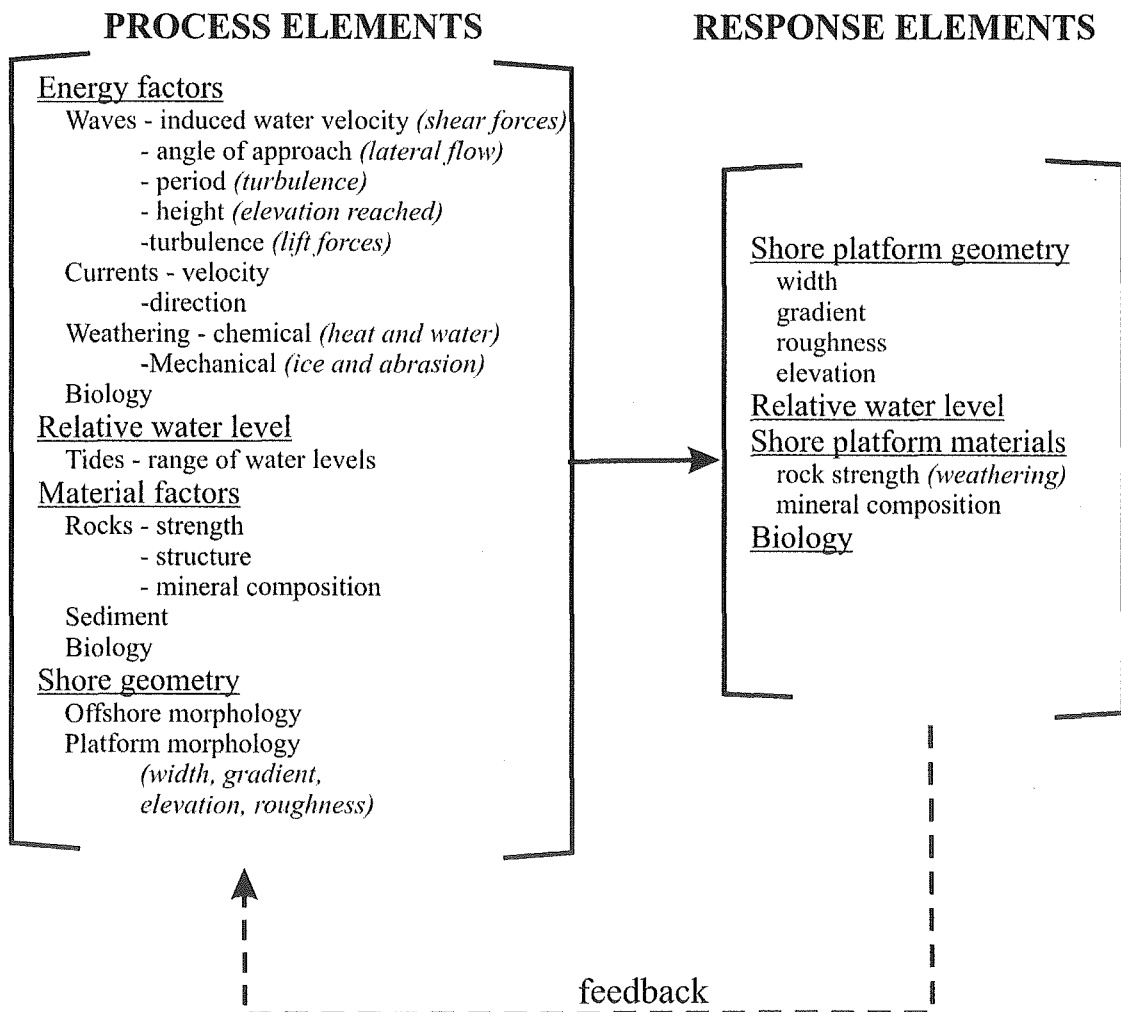 PROCESS ELEMENTS
Energy factors
Waves - induced water velocity (shear forces)
- angle of approach (lateral flow)
- period (turbulence)
- height (elevation reached)
-turbulence (lift forces)
Currents - velocity
-direction
Weathering - chemical (heat and water)
-Mechanical (ice and abrasion)
Biology
Relative water level
Tides - range of water levels
Material factors
Rocks - strength
- structure
- mineral composition
Sediment
Biology
Shore geometry
Offshore morphology
Platform morphology
(width, gradient,
elevation, roughness)
RESPONSE ELEMENTS
Shore platform geometry
width
gradient
roughness
elevation
Relative water level
Shore platform materials
rock strength (weathering)
mineral composition
Biology
feedback